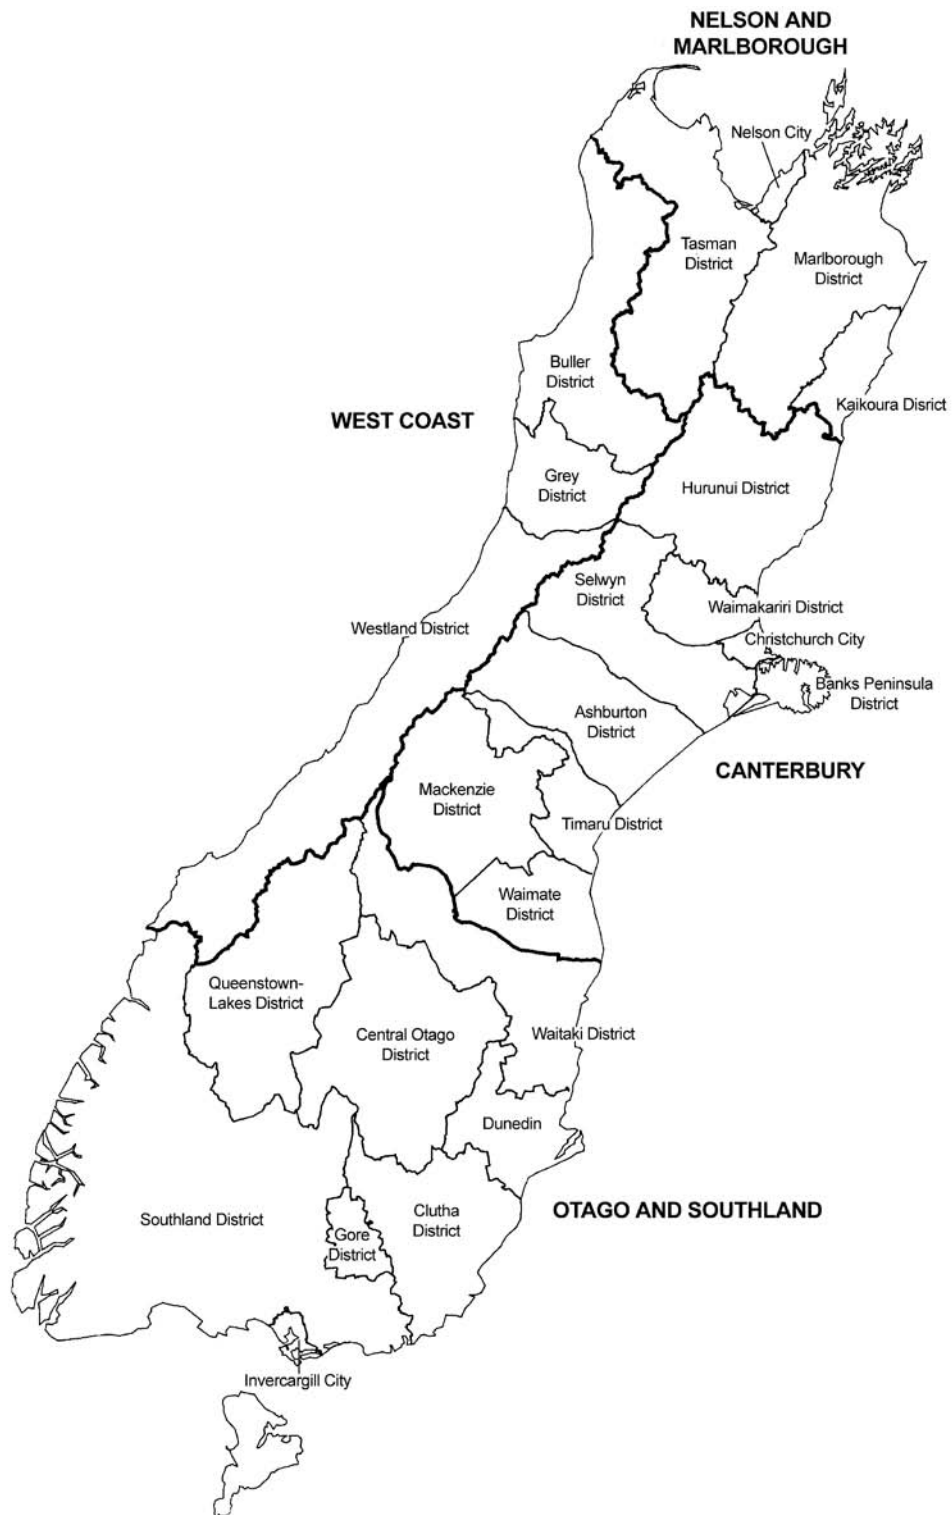 NELSON AND
MARLBOROUGH
Nelson City
Tasman
District
Marlborough
District
Buller
District
Kaikoura Disrict
WEST COAST
Grey
District
Hurunui District
Selwyn
District
Waimakariri District
Westland District
Christchurch City
Banks Peninsula
District
Ashburton
District
CANTERBURY
Mackenzie
District
Timaru District
Waimate
District
Queenstown-
Lakes District
Central Otago
District
Waitaki District
Dunedin
OTAGO AND SOUTHLAND
Southland District
Clutha
District
Gore
District
Invercargill City